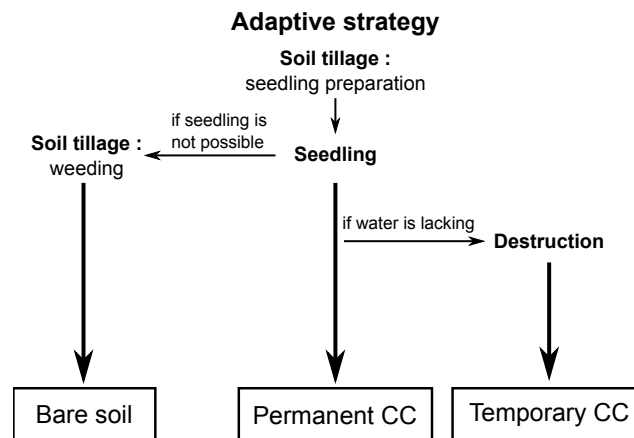 Adaptive strategy
Soil tillage :
seedling preparation
if seedling is
not possible
Soil tillage :
weeding
Seedling
if water is lacking
Destruction
Bare soil
Permanent CC
Temporary CC